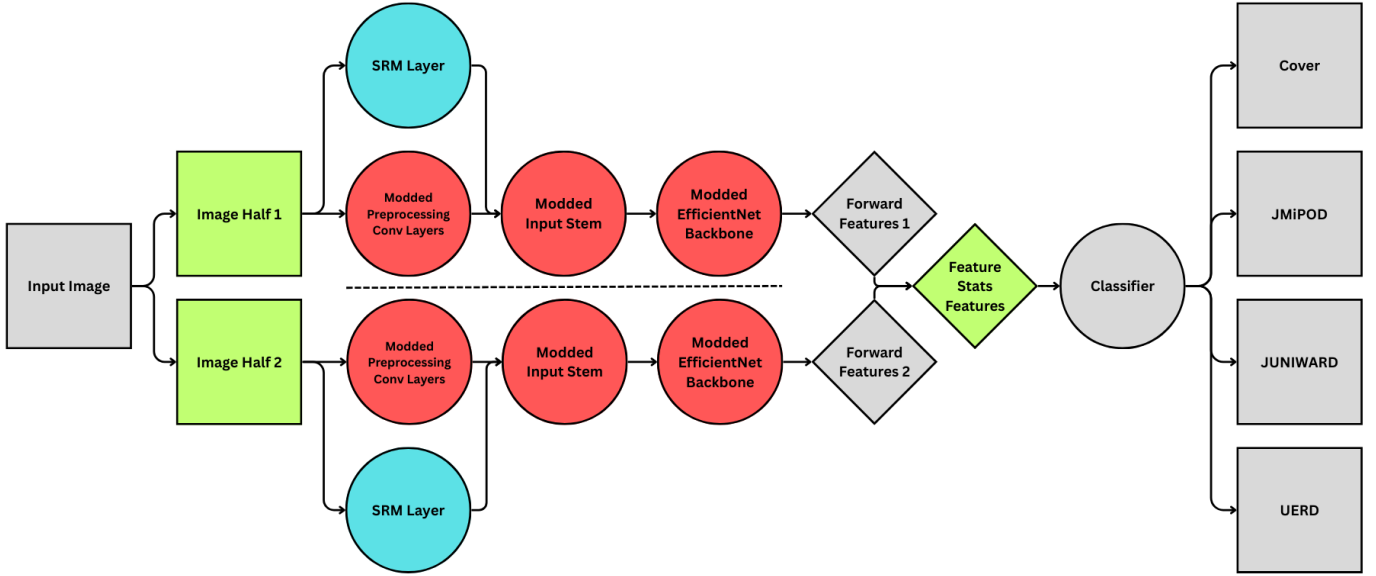 Input Image
Image Half 1
Image Half 2
SRM Layer
Modded
Preprocessing
Conv Layers
Modded
Input Stem
Modded
EfficientNet
Backbone
Forward
Features 1
Modded
Preprocessing
Conv Layers
Modded
Input Stem
Modded
EfficientNet
Backbone
Forward
Features 2
SRM Layer
Feature
Stats
Features
Classifier
Cover
JMiPOD
JUNIWARD
UERD